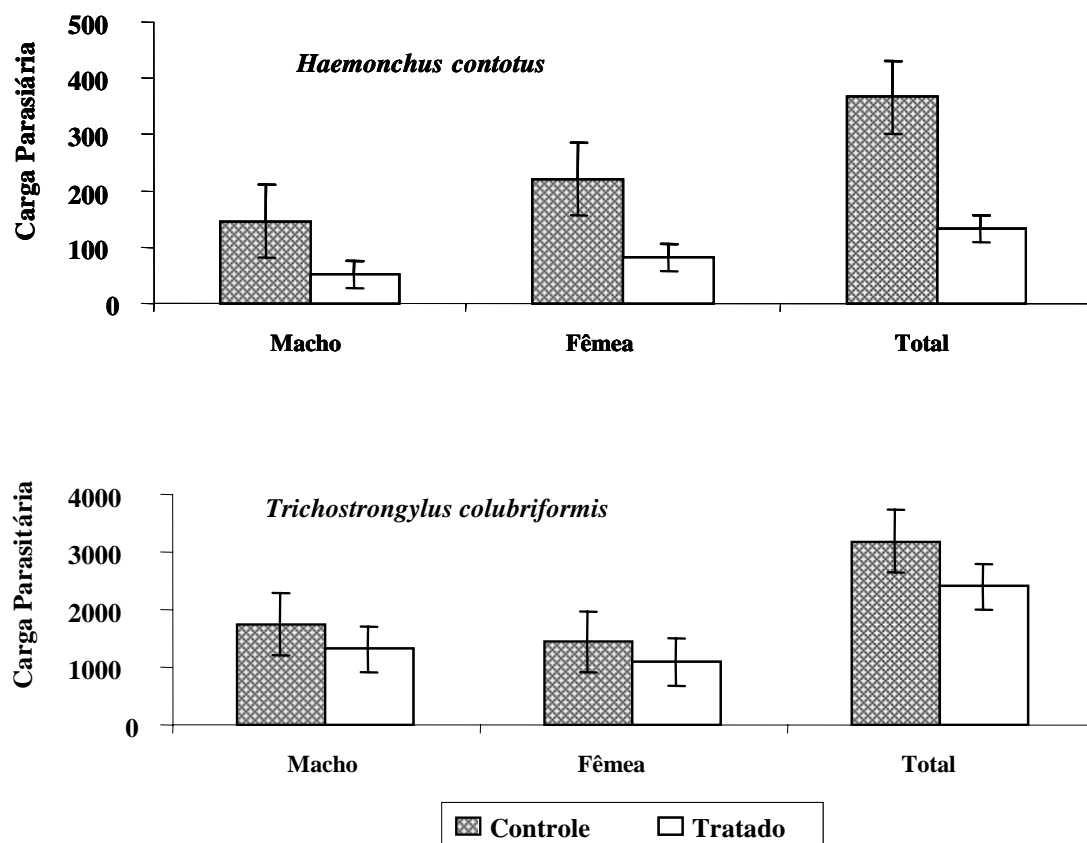 500
400
300
200
100
0
Carga Parasiária
Haemonchus contotus
Macho Fêmea Total
4000
3000
2000
1000
0
Carga Parasitária
Trichostrongylus colubriformis
Macho Fêmea Total
Controle Tratado